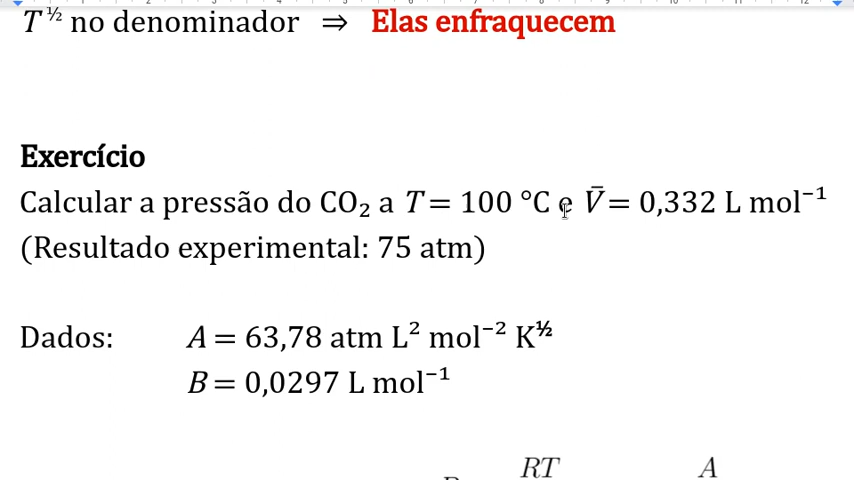 T½ no denominador ⇒ Elas enfraquecem
Exercício
Calcular a pressão do CO₂ a T = 100 °C e V̄ = 0,332 L mol⁻¹
(Resultado experimental: 75 atm)
Dados: A = 63,78 atm L² mol⁻² K½
B = 0,0297 L mol⁻¹
RT A